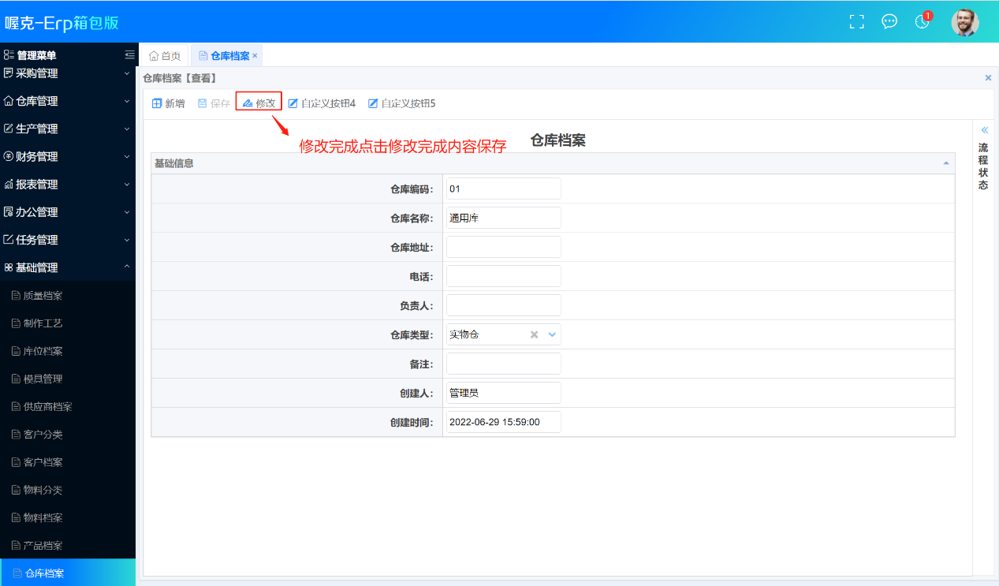 喔克-Erp箱包版
1
管理菜单
采购管理
仓库管理
生产管理
财务管理
报表管理
办公管理
任务管理
基础管理
质量档案
制作工艺
库位档案
模具管理
供应商档案
客户分类
客户档案
物料分类
物料档案
产品档案
仓库档案
首页 仓库档案 ×
仓库档案【查看】
新增 保存 修改 自定义按钮4 自定义按钮5
修改完成点击修改完成内容保存
仓库档案
基础信息
仓库编码: 01
仓库名称: 通用库
仓库地址:
电话:
负责人:
仓库类型: 实物仓
备注:
创建人: 管理员
创建时间: 2022-06-29 15:59:00
流程状态